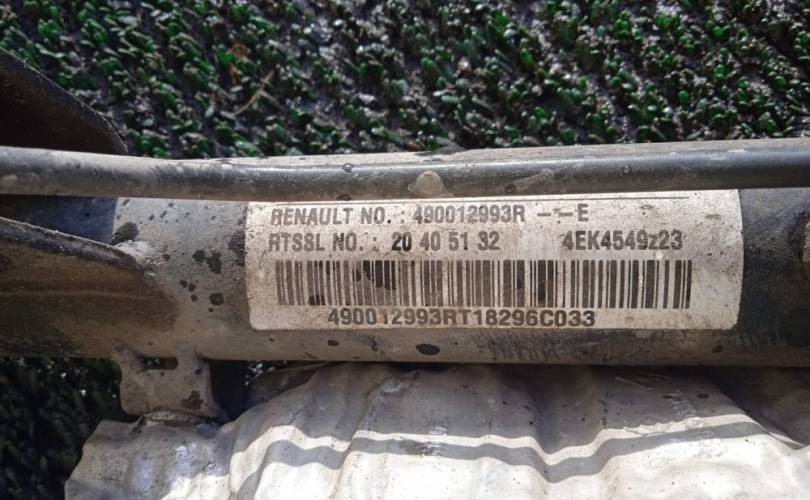 RENAULT NO. : 490012993R -- E
RTSSL NO. : 20 40 51 32 4EK4549z23
490012993RT18296C033